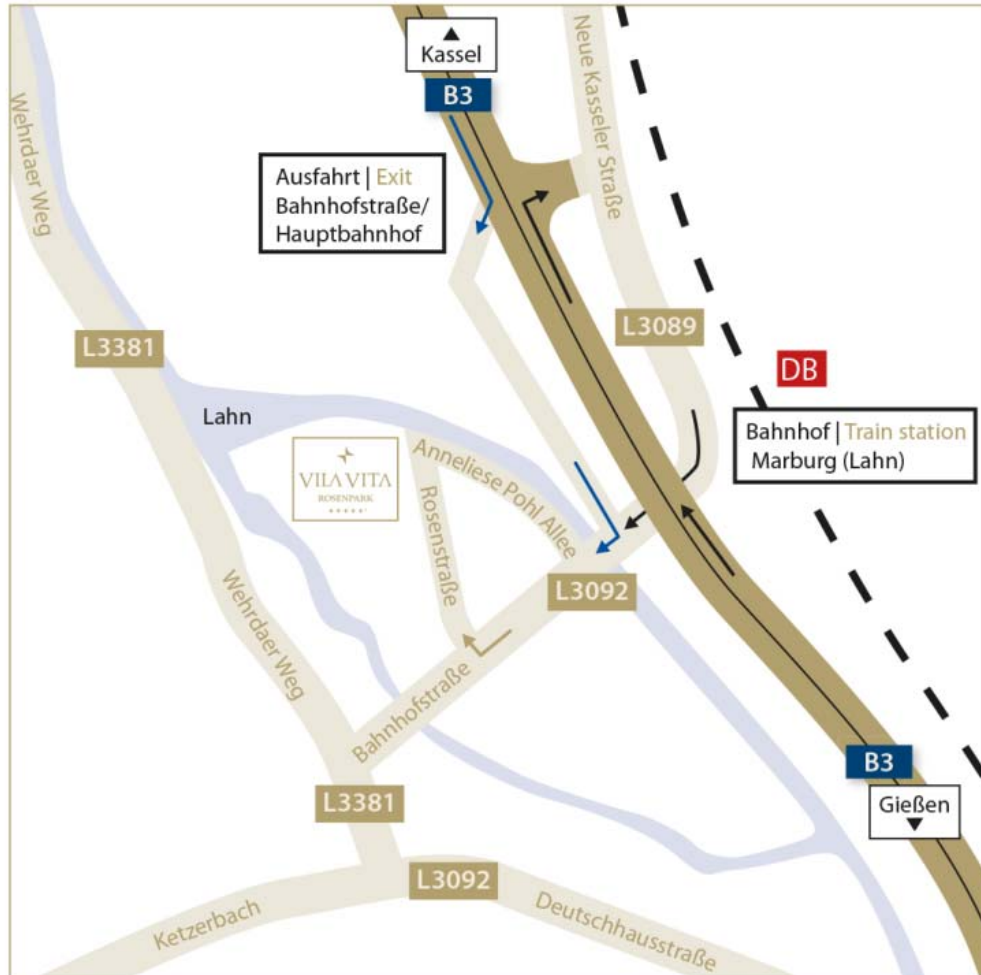 Kassel
B3
Neue Kasseler Straße
Wehrdaer Weg
Ausfahrt | Exit
Bahnhofstraße/
Hauptbahnhof
L3381
L3089
DB
Lahn
Bahnhof | Train station
Marburg (Lahn)
VILA VITA
ROSENPARK
Anneliese Pohl Allee
Rosenstraße
L3092
Wehrdaer Weg
Bahnhofstraße
B3
L3381
Gießen
L3092
Ketzerbach
Deutschhausstraße